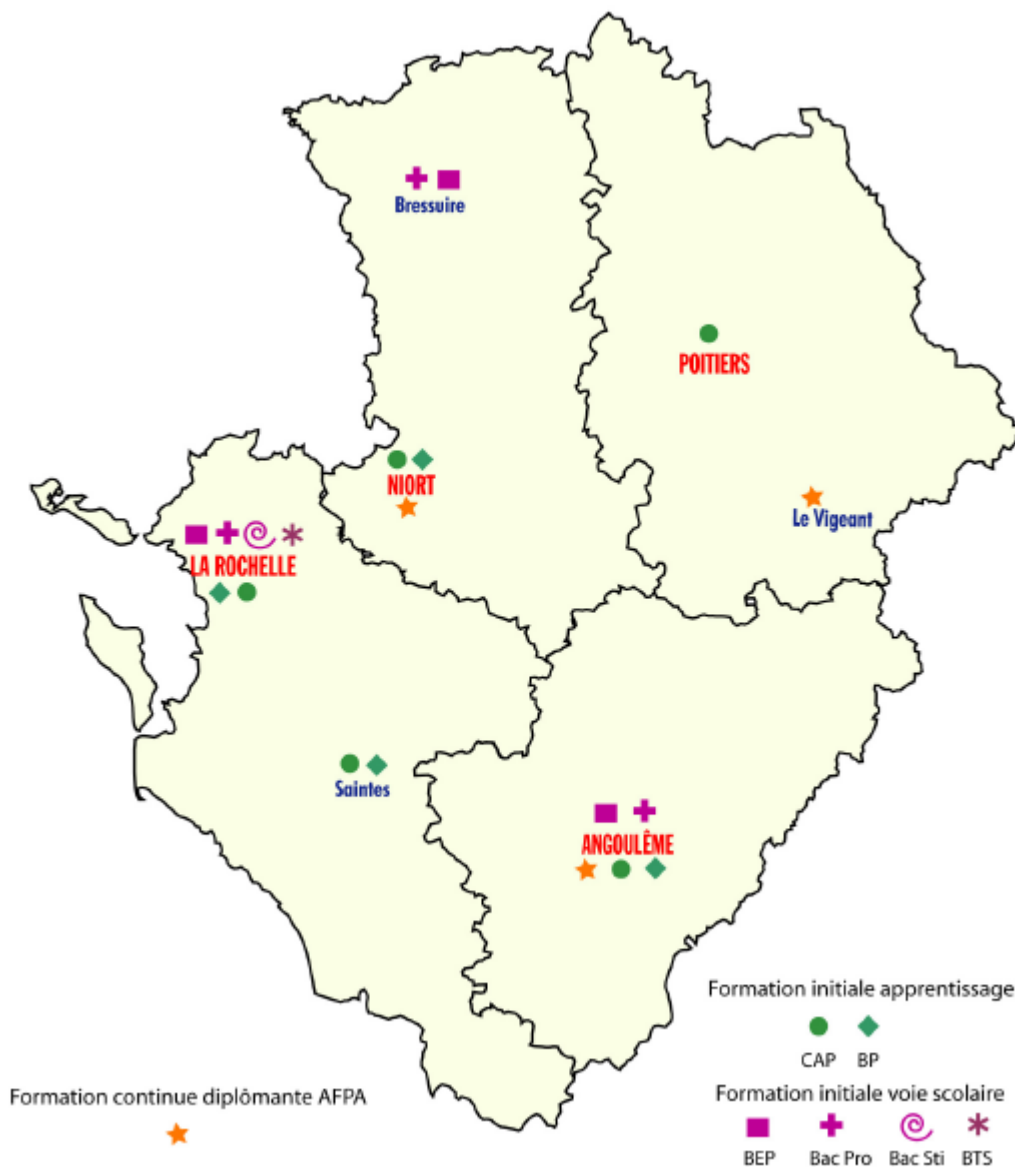 Bressuire
POITIERS
NIORT
Le Vigeant
LA ROCHELLE
Saintes
ANGOULÊME
Formation initiale apprentissage
CAP BP
Formation continue diplômante AFPA
Formation initiale voie scolaire
BEP Bac Pro Bac Sti BTS